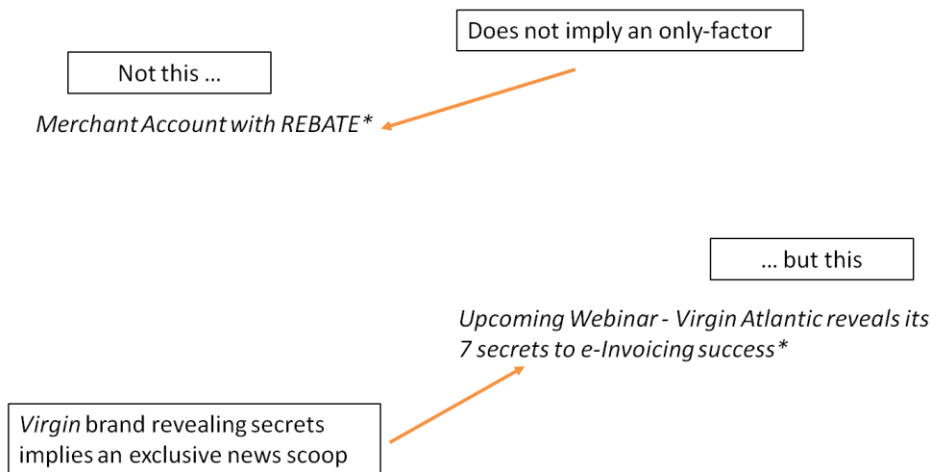 Does not imply an only-factor
Not this …
Merchant Account with REBATE*
… but this
Upcoming Webinar - Virgin Atlantic reveals its
7 secrets to e-Invoicing success*
Virgin brand revealing secrets
implies an exclusive news scoop